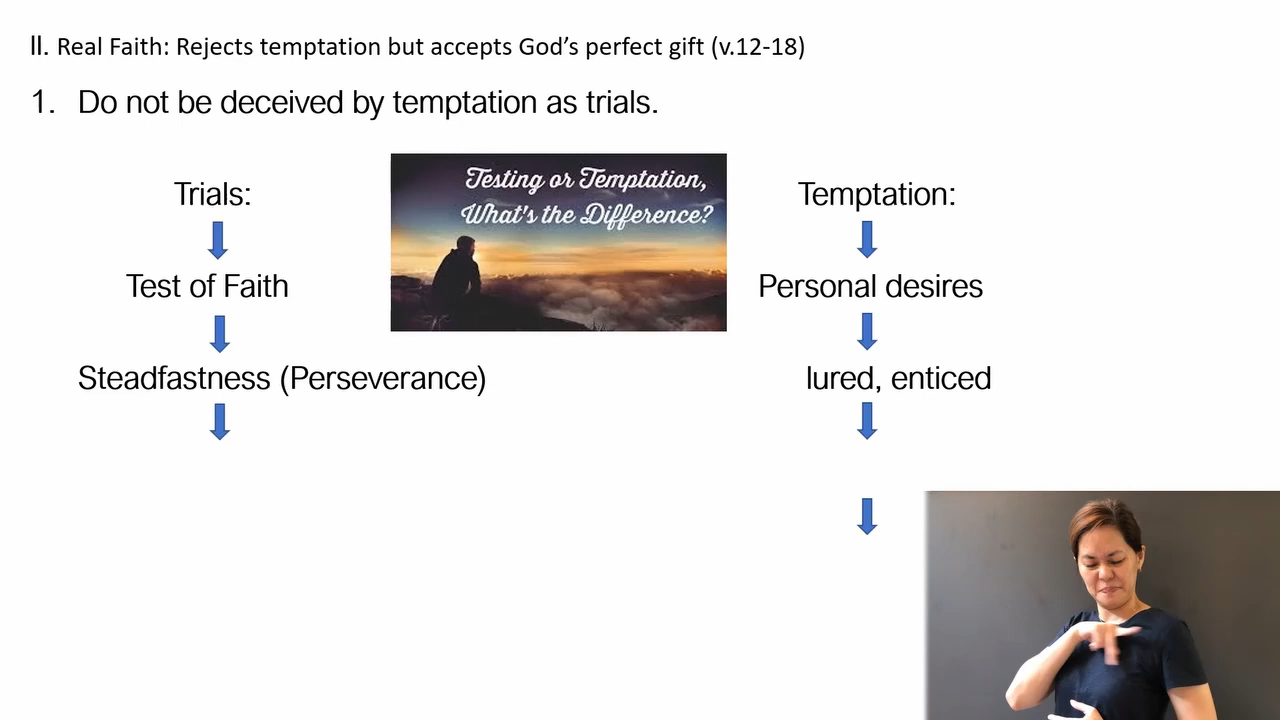 II. Real Faith: Rejects temptation but accepts God’s perfect gift (v.12-18)
1. Do not be deceived by temptation as trials.
Testing or Temptation,
What's the Difference?
Trials:
Temptation:
Test of Faith
Personal desires
Steadfastness (Perseverance)
lured, enticed